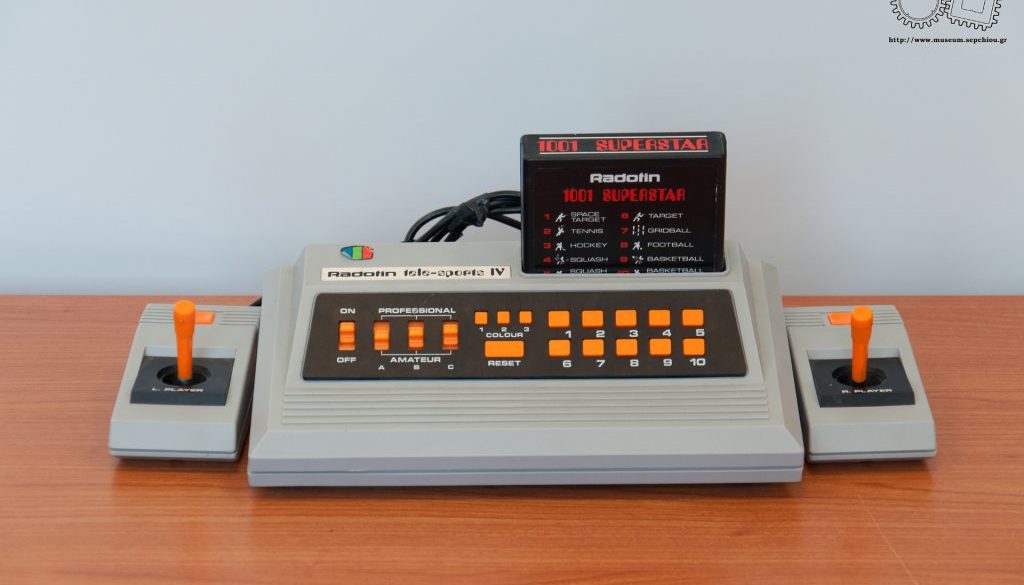 http://www.museum.sepchiou.gr
1001 SUPERSTAR
Radofin
1001 SUPERSTAR
1 SPACE TARGET
2 TENNIS
3 HOCKEY
4 SQUASH
SQUASH
6 TARGET
7 GRIDBALL
8 FOOTBALL
9 BASKETBALL
BASKETBALL
Radofin tele-sports IV
ON
OFF
PROFESSIONAL
AMATEUR
A B C
1 2 3
COLOUR
RESET
1 2 3 4 5
6 7 8 9 10
L. PLAYER
R. PLAYER